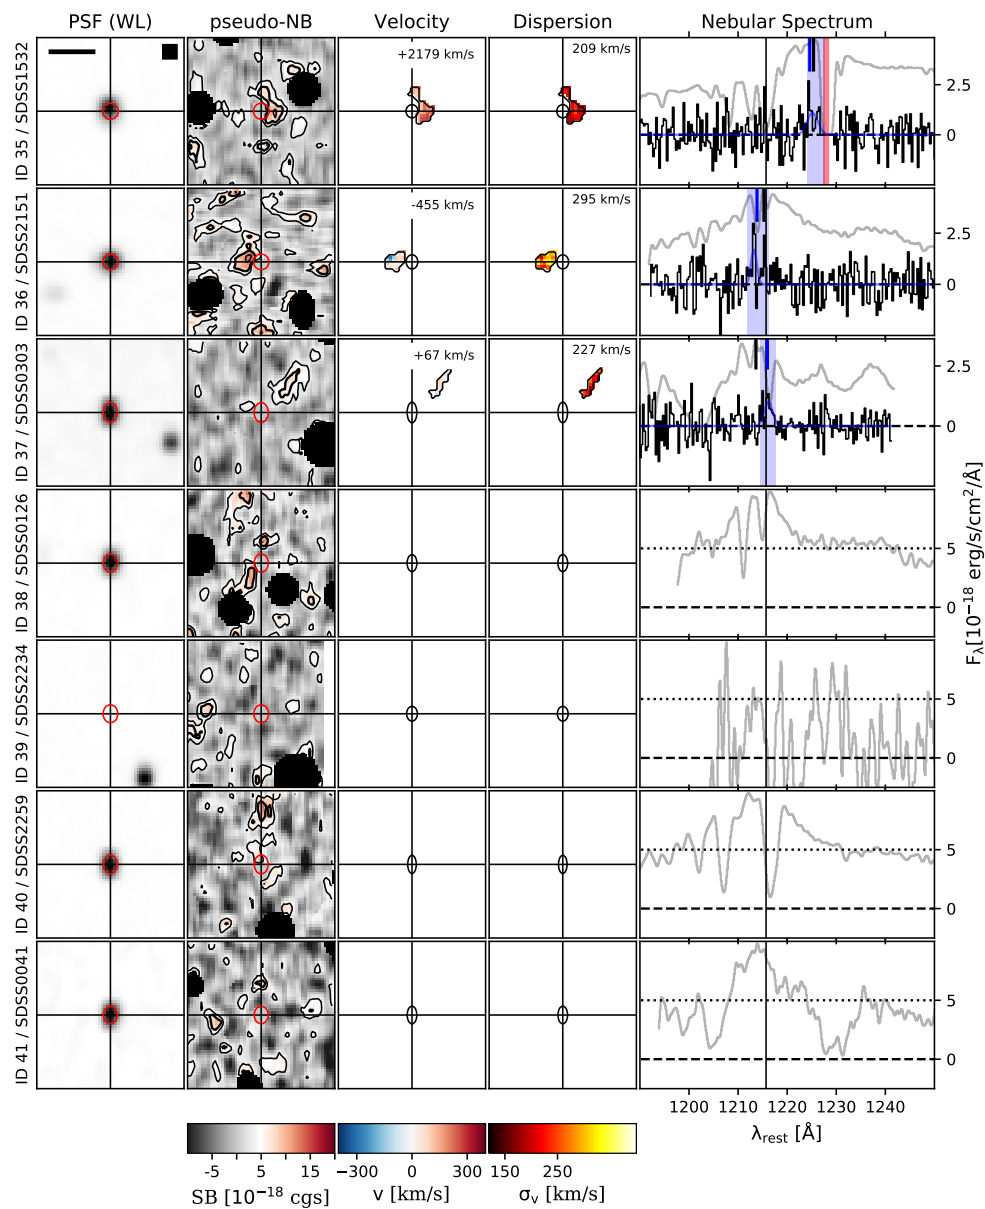 PSF (WL) pseudo-NB Velocity Dispersion Nebular Spectrum
ID 35 / SDSS1532
+2179 km/s
209 km/s
2.5
0
ID 36 / SDSS2151
-455 km/s
295 km/s
2.5
0
ID 37 / SDSS0303
+67 km/s
227 km/s
2.5
0
ID 38 / SDSS0126
5
0
ID 39 / SDSS2234
5
0
ID 40 / SDSS2259
5
0
ID 41 / SDSS0041
5
0
Fλ[10⁻¹⁸ erg/s/cm²/Å]
1200 1210 1220 1230 1240
λrest [Å]
-5 5 15
SB [10⁻¹⁸ cgs]
−300 0 300
v [km/s]
150 250
σv [km/s]